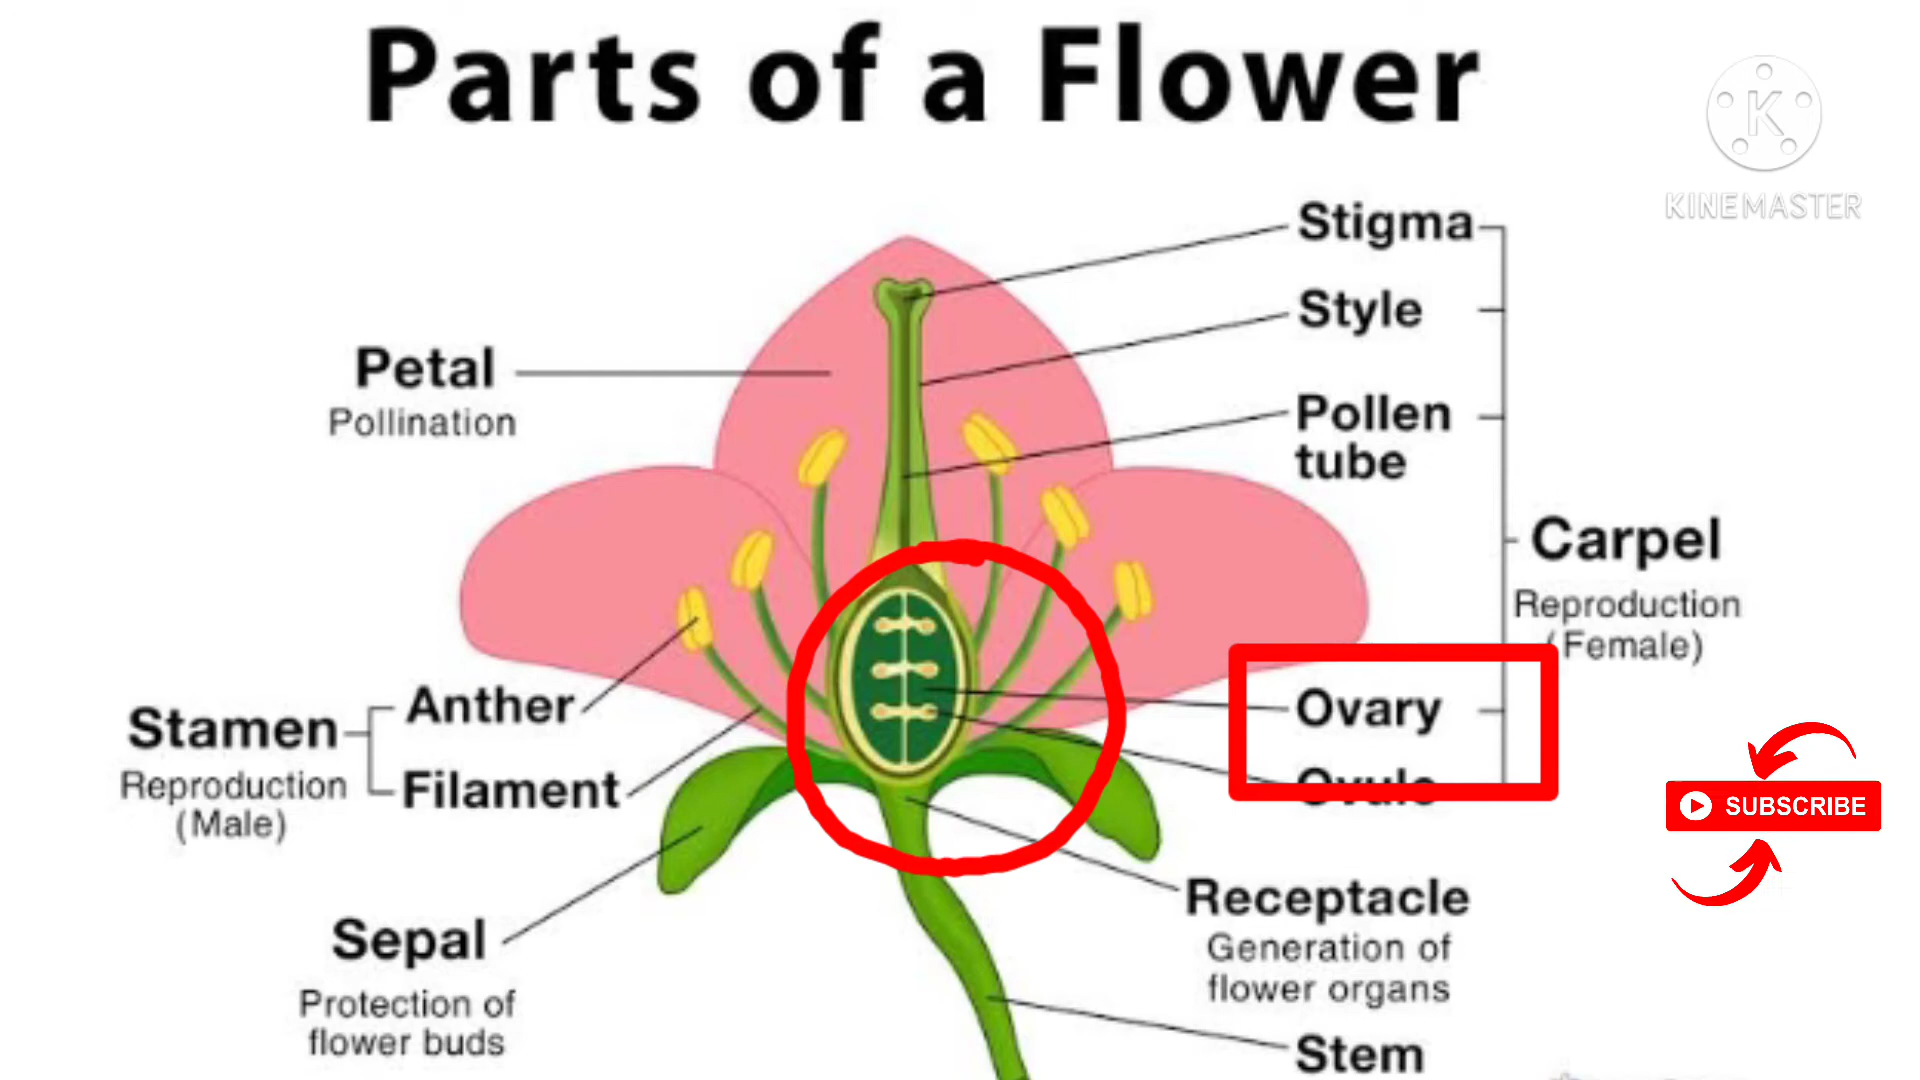 Parts of a Flower
K
KINEMASTER
Stigma
Style
Petal
Pollination
Pollen
tube
Carpel
Reproduction
(Female)
Anther
Stamen
Reproduction
(Male)
Filament
Ovary
Ovule
SUBSCRIBE
Sepal
Protection of
flower buds
Receptacle
Generation of
flower organs
Stem